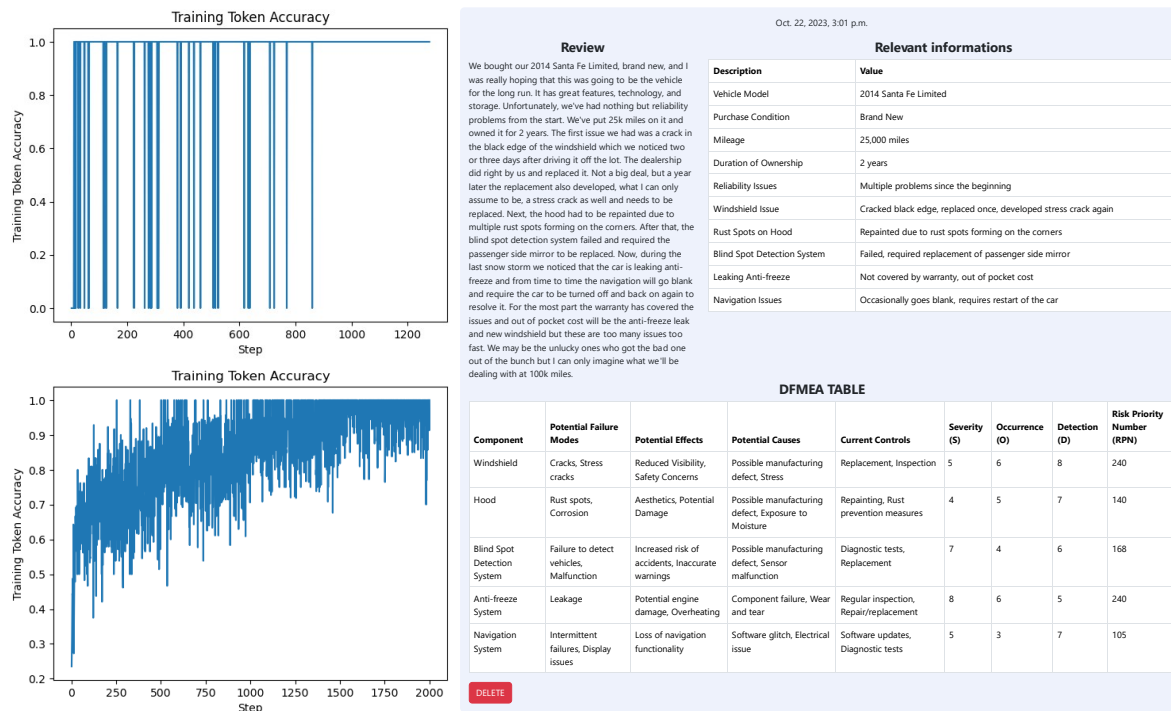 Training Token Accuracy
Training Token Accuracy
1.0
0.8
0.6
0.4
0.2
0.0
0
200
400
600
800
1000
1200
Step
Training Token Accuracy
Training Token Accuracy
1.0
0.9
0.8
0.7
0.6
0.5
0.4
0.3
0.2
0
250
500
750
1000
1250
1500
1750
2000
Step
Oct. 22, 2023, 3:01 p.m.
Review
We bought our 2014 Santa Fe Limited, brand new, and I
was really hoping that this was going to be the vehicle
for the long run. It has great features, technology, and
storage. Unfortunately, we've had nothing but reliability
problems from the start. We've put 25k miles on it and
owned it for 2 years. The first issue we had was a crack in
the black edge of the windshield which we noticed two
or three days after driving it off the lot. The dealership
did right by us and replaced it. Not a big deal, but a year
later the replacement also developed, what I can only
assume to be, a stress crack as well and needs to be
replaced. Next, the hood had to be repainted due to
multiple rust spots forming on the corners. After that, the
blind spot detection system failed and required the
passenger side mirror to be replaced. Now, during the
last snow storm we noticed that the car is leaking anti-
freeze and from time to time the navigation will go blank
and require the car to be turned off and back on again to
resolve it. For the most part the warranty has covered the
issues and out of pocket cost will be the anti-freeze leak
and new windshield but these are too many issues too
fast. We may be the unlucky ones who got the bad one
out of the bunch but I can only imagine what we'll be
dealing with at 100k miles.
Relevant informations
Description Value
Vehicle Model 2014 Santa Fe Limited
Purchase Condition Brand New
Mileage 25,000 miles
Duration of Ownership 2 years
Reliability Issues Multiple problems since the beginning
Windshield Issue Cracked black edge, replaced once, developed stress crack again
Rust Spots on Hood Repainted due to rust spots forming on the corners
Blind Spot Detection System Failed, required replacement of passenger side mirror
Leaking Anti-freeze Not covered by warranty, out of pocket cost
Navigation Issues Occasionally goes blank, requires restart of the car
DFMEA TABLE
Component
Potential Failure
Modes
Potential Effects
Potential Causes
Current Controls
Severity
(S)
Occurrence
(O)
Detection
(D)
Risk Priority
Number
(RPN)
Windshield
Cracks, Stress
cracks
Reduced Visibility,
Safety Concerns
Possible manufacturing
defect, Stress
Replacement, Inspection
5
6
8
240
Hood
Rust spots,
Corrosion
Aesthetics, Potential
Damage
Possible manufacturing
defect, Exposure to
Moisture
Repainting, Rust
prevention measures
4
5
7
140
Blind Spot
Detection
System
Failure to detect
vehicles,
Malfunction
Increased risk of
accidents, Inaccurate
warnings
Possible manufacturing
defect, Sensor
malfunction
Diagnostic tests,
Replacement
7
4
6
168
Anti-freeze
System
Leakage
Potential engine
damage, Overheating
Component failure, Wear
and tear
Regular inspection,
Repair/replacement
8
6
5
240
Navigation
System
Intermittent
failures, Display
issues
Loss of navigation
functionality
Software glitch, Electrical
issue
Software updates,
Diagnostic tests
5
3
7
105
DELETE